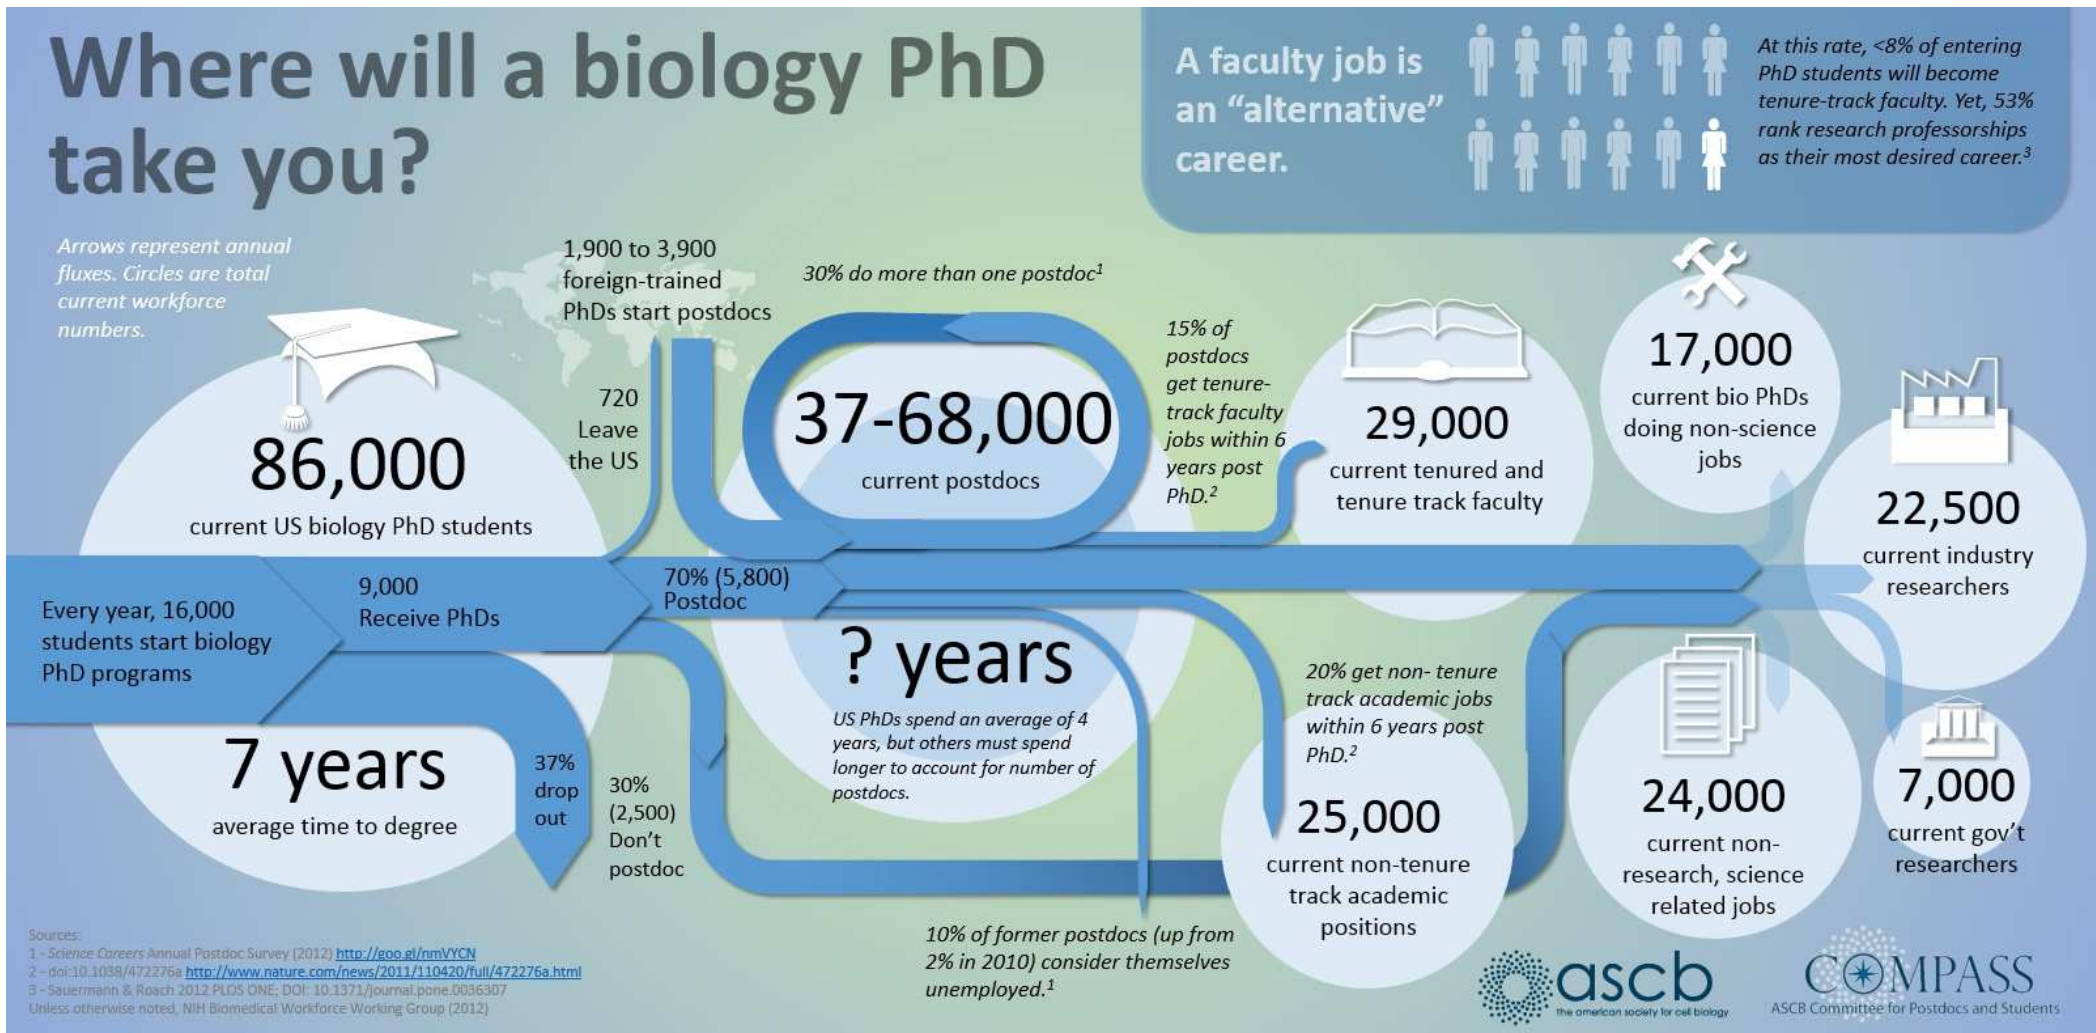 Where will a biology PhD
take you?
A faculty job is
an “alternative”
career.
At this rate, <8% of entering
PhD students will become
tenure-track faculty. Yet, 53%
rank research professorships
as their most desired career.³
Arrows represent annual
fluxes. Circles are total
current workforce
numbers.
86,000
current US biology PhD students
Every year, 16,000
students start biology
PhD programs
9,000
Receive PhDs
7 years
average time to degree
37%
drop
out
30%
(2,500)
Don’t
postdoc
720
Leave
the US
1,900 to 3,900
foreign-trained
PhDs start postdocs
70% (5,800)
Postdoc
30% do more than one postdoc¹
37-68,000
current postdocs
? years
US PhDs spend an average of 4
years, but others must spend
longer to account for number of
postdocs.
10% of former postdocs (up from
2% in 2010) consider themselves
unemployed.¹
15% of
postdocs
get tenure-
track faculty
jobs within 6
years post
PhD.²
29,000
current tenured and
tenure track faculty
20% get non- tenure
track academic jobs
within 6 years post
PhD.²
25,000
current non-tenure
track academic
positions
17,000
current bio PhDs
doing non-science
jobs
22,500
current industry
researchers
24,000
current non-
research, science
related jobs
7,000
current gov’t
researchers
Sources:
1 - Science Careers Annual Postdoc Survey (2012) http://goo.gl/nmVYCN
2 - doi:10.1038/472276a http://www.nature.com/news/2011/110420/full/472276a.html
3 - Sauermann & Roach 2012 PLOS ONE; DOI: 10.1371/journal.pone.0036307
Unless otherwise noted, NIH Biomedical Workforce Working Group (2012)
ascb
the american society for cell biology
COMPASS
ASCB Committee for Postdocs and Students